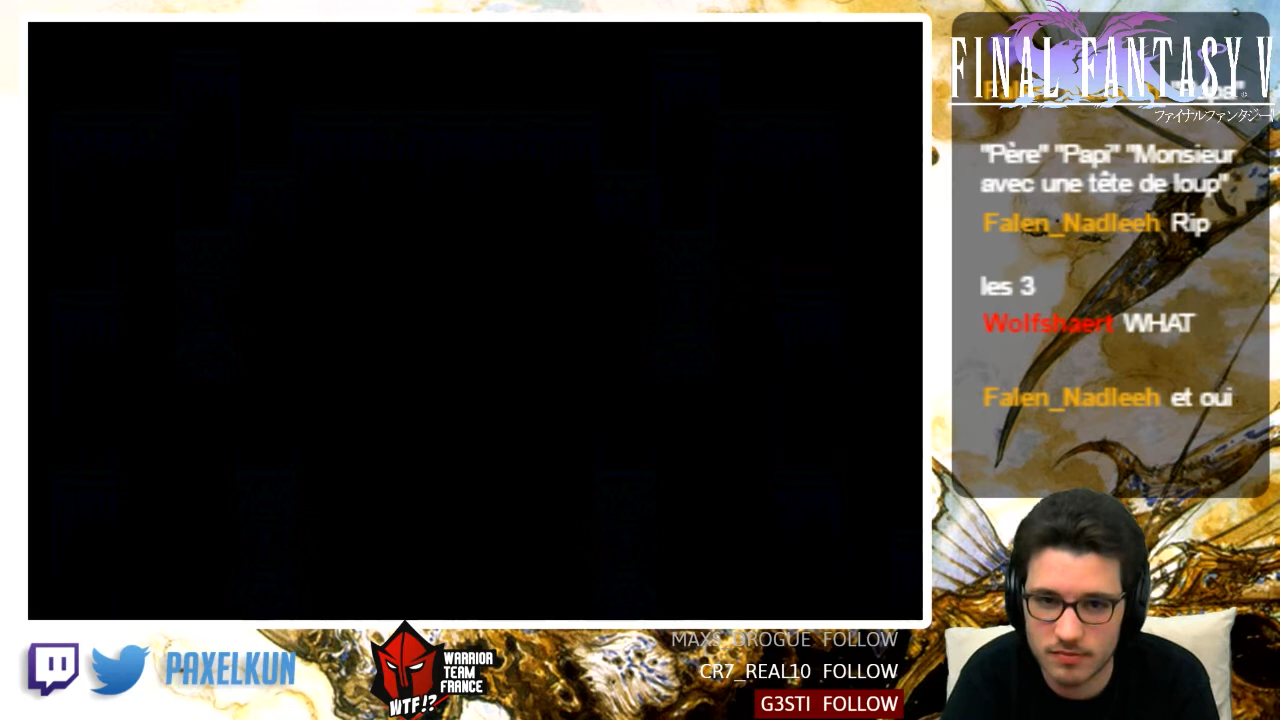 FINAL FANTASY V
ファイナルファンタジーV
"Père" "Papi" "Monsieur
avec une tête de loup"
Falen_Nadleeh Rip
les 3
Wolfshaert WHAT
Falen_Nadleeh et oui
PAXELKUN
WARRIOR
TEAM
FRANCE
WTF!?
FOLLOW
CR7_REAL10 FOLLOW
G3STI FOLLOW